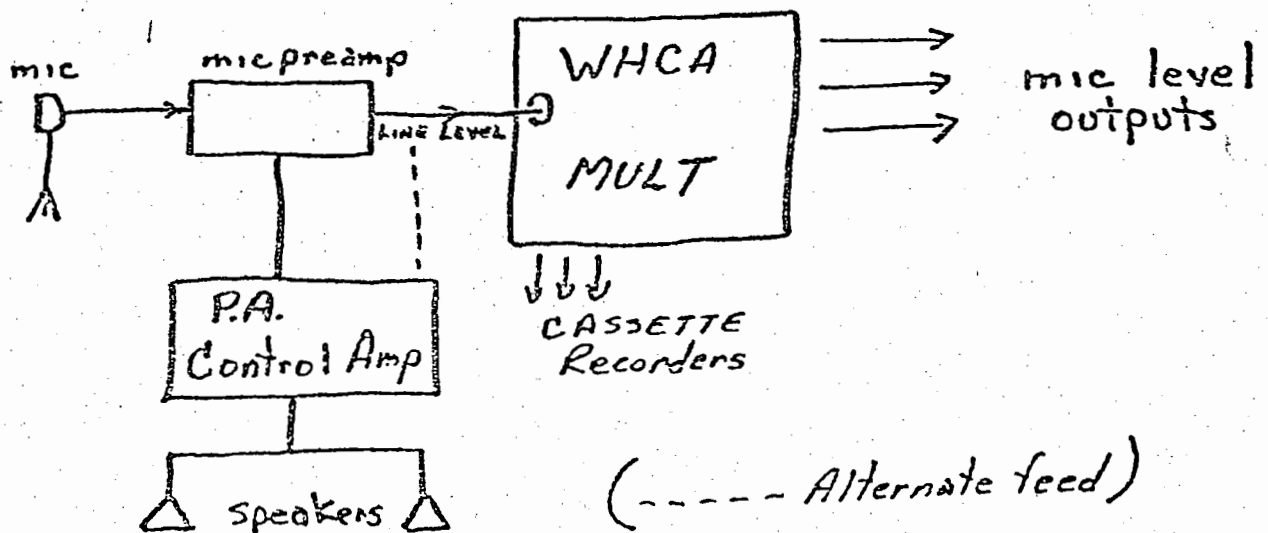 mic
mic preamp
LINE LEVEL
WHCA
MULT
mic level
outputs
P.A.
Control Amp
CASSETTE
Recorders
speakers
(----- Alternate feed)